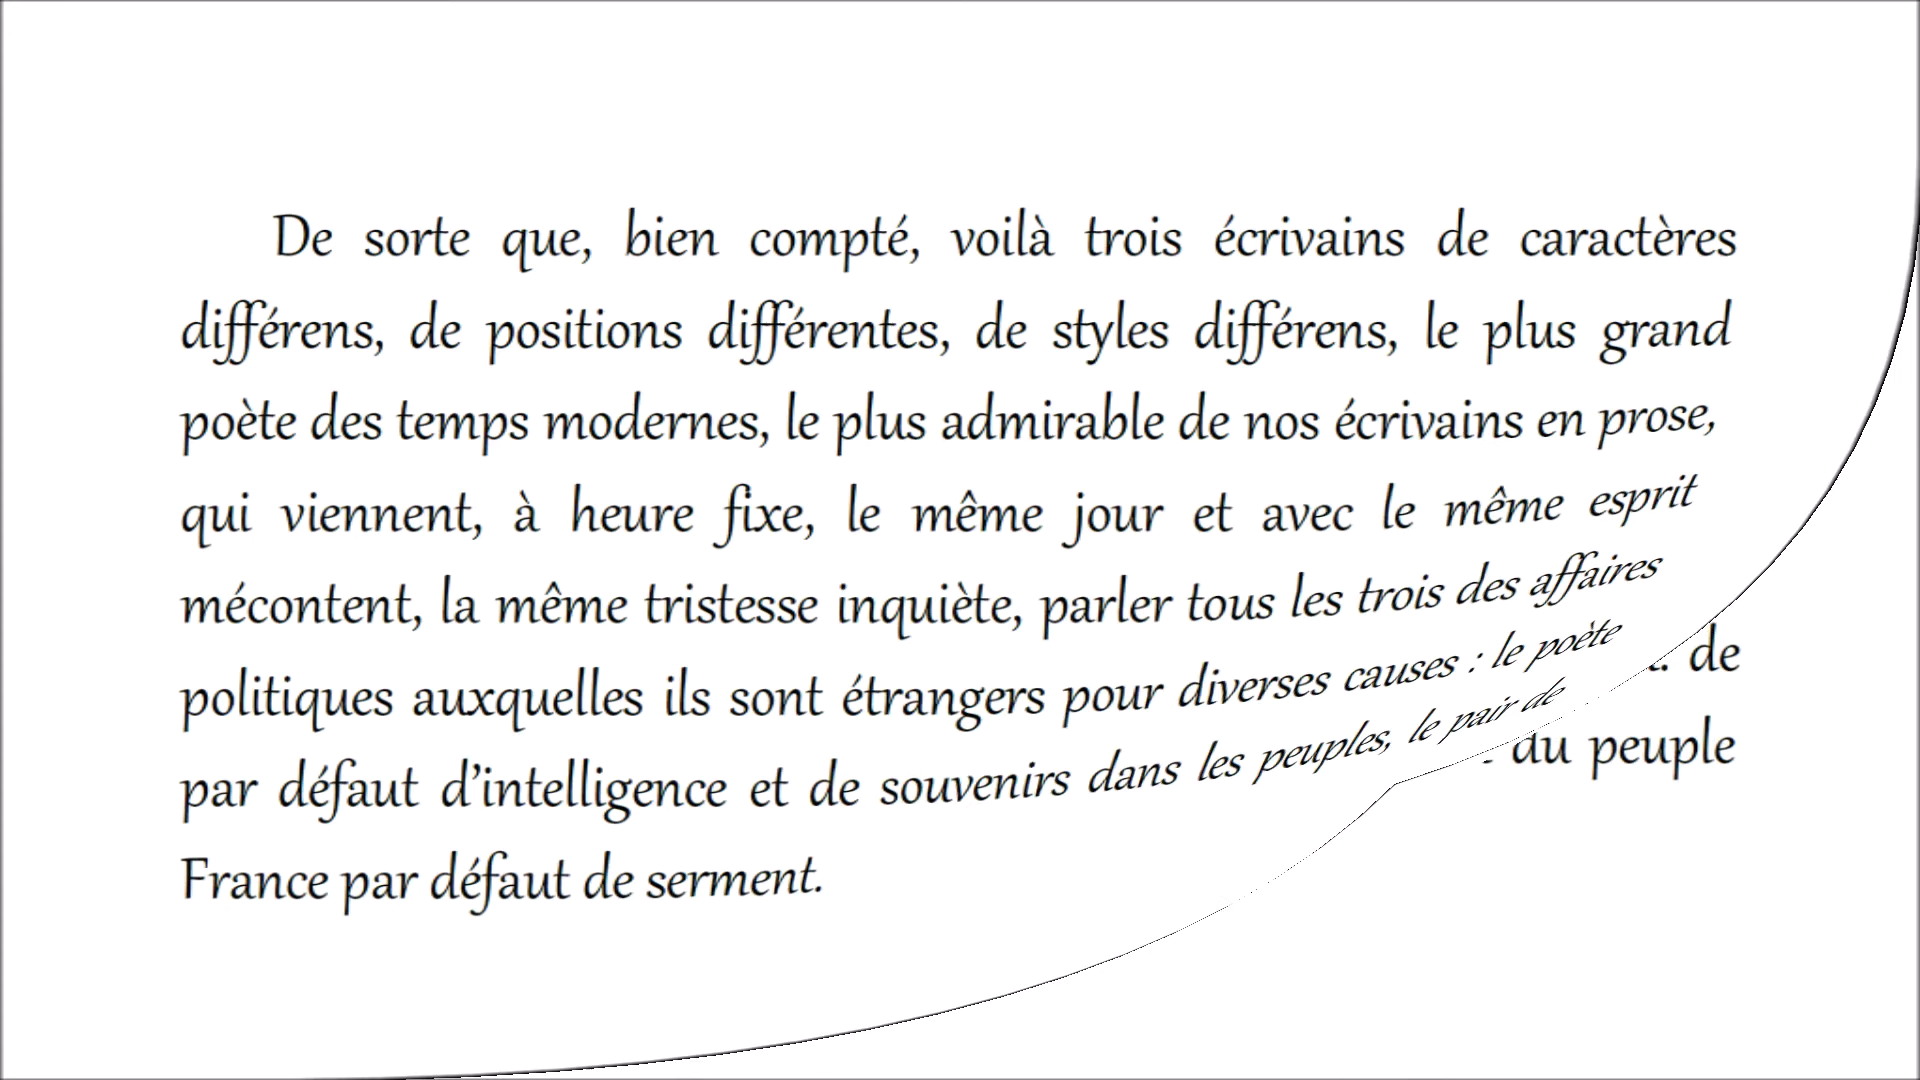 De sorte que, bien compté, voilà trois écrivains de caractères
différens, de positions différentes, de styles différens, le plus grand
poète des temps modernes, le plus admirable de nos écrivains en prose,
qui viennent, à heure fixe, le même jour et avec le même esprit
mécontent, la même tristesse inquiète, parler tous les trois des affaires
politiques auxquelles ils sont étrangers pour diverses causes : le poète
de
par défaut d’intelligence et de souvenirs dans les peuples, le pair de
du peuple
France par défaut de serment.